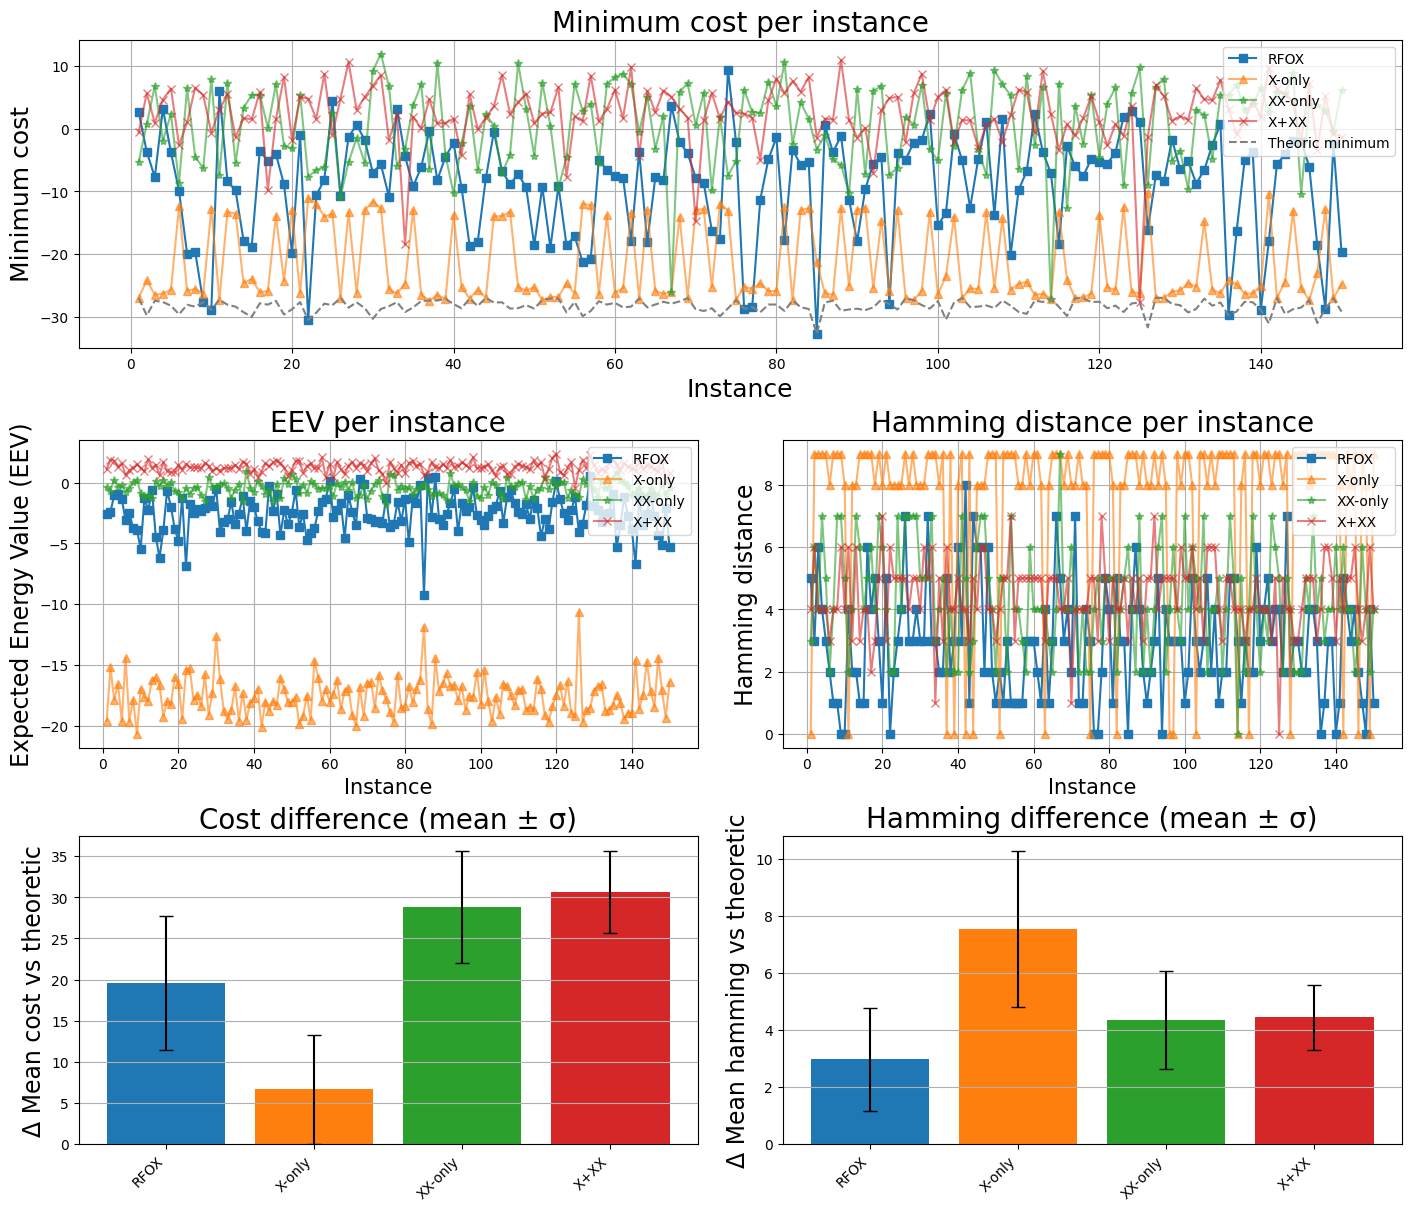 Minimum cost per instance
Minimum cost
10
0
−10
−20
−30
RFOX
X-only
XX-only
X+XX
Theoric minimum
0 20 40 60 80 100 120 140
Instance
EEV per instance
Expected Energy Value (EEV)
0
−5
−10
−15
−20
RFOX
X-only
XX-only
X+XX
0 20 40 60 80 100 120 140
Instance
Hamming distance per instance
Hamming distance
8
6
4
2
0
RFOX
X-only
XX-only
X+XX
0 20 40 60 80 100 120 140
Instance
Cost difference (mean ± σ)
Δ Mean cost vs theoretic
35
30
25
20
15
10
5
0
RFOX X-only XX-only X+XX
Hamming difference (mean ± σ)
Δ Mean hamming vs theoretic
10
8
6
4
2
0
RFOX X-only XX-only X+XX